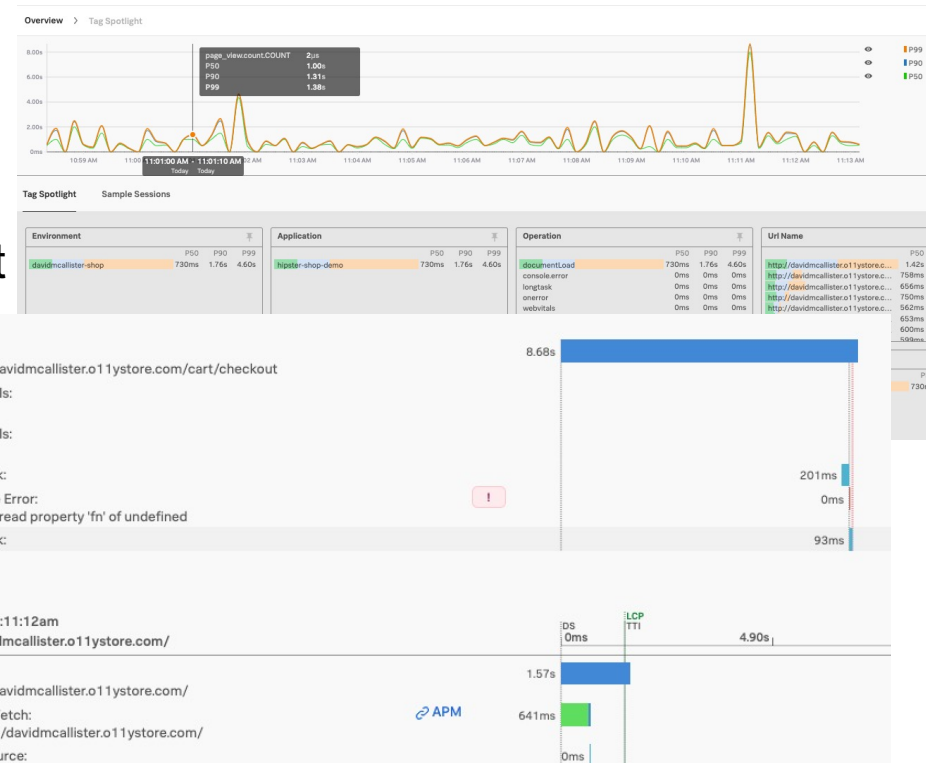 Overview > Tag Spotlight
8.00s
6.00s
4.00s
2.00s
0ms
page_view.count.COUNT 2µs
P50 1.00s
P90 1.31s
P99 1.38s
P99
P90
P50
10:59 AM 11:00 11:01:00 AM - 11:01:10 AM 02 AM 11:03 AM 11:04 AM 11:05 AM 11:06 AM 11:07 AM 11:08 AM 11:09 AM 11:10 AM 11:11 AM 11:12 AM 11:13 AM
Today Today
Tag Spotlight Sample Sessions
t
Environment
P50 P90 P99
davidmcallister-shop 730ms 1.76s 4.60s
Application
P50 P90 P99
hipster-shop-demo 730ms 1.76s 4.60s
Operation
P50 P90 P99
documentLoad 730ms 1.76s 4.60s
console.error 0ms 0ms 0ms
longtask 0ms 0ms 0ms
onerror 0ms 0ms 0ms
webvitals 0ms 0ms 0ms
Url Name
P50
http://davidmcallister.o11ystore.c... 1.42s
http://davidmcallister.o11ystore.c... 758ms
http://davidmcallister.o11ystore.c... 656ms
http://davidmcallister.o11ystore.c... 750ms
http://davidmcallister.o11ystore.c... 562ms
653ms
600ms
599ms
P
730
8.68s
avidmcallister.o11ystore.com/cart/checkout
ls:
ls:
k: 201ms
Error: ! 0ms
read property 'fn' of undefined
k: 93ms
:11:12am
lmcallister.o11ystore.com/
DS
0ms
LCP
TTI
4.90s
1.57s
avidmcallister.o11ystore.com/
etch: APM 641ms
/davidmcallister.o11ystore.com/
urce: 0ms